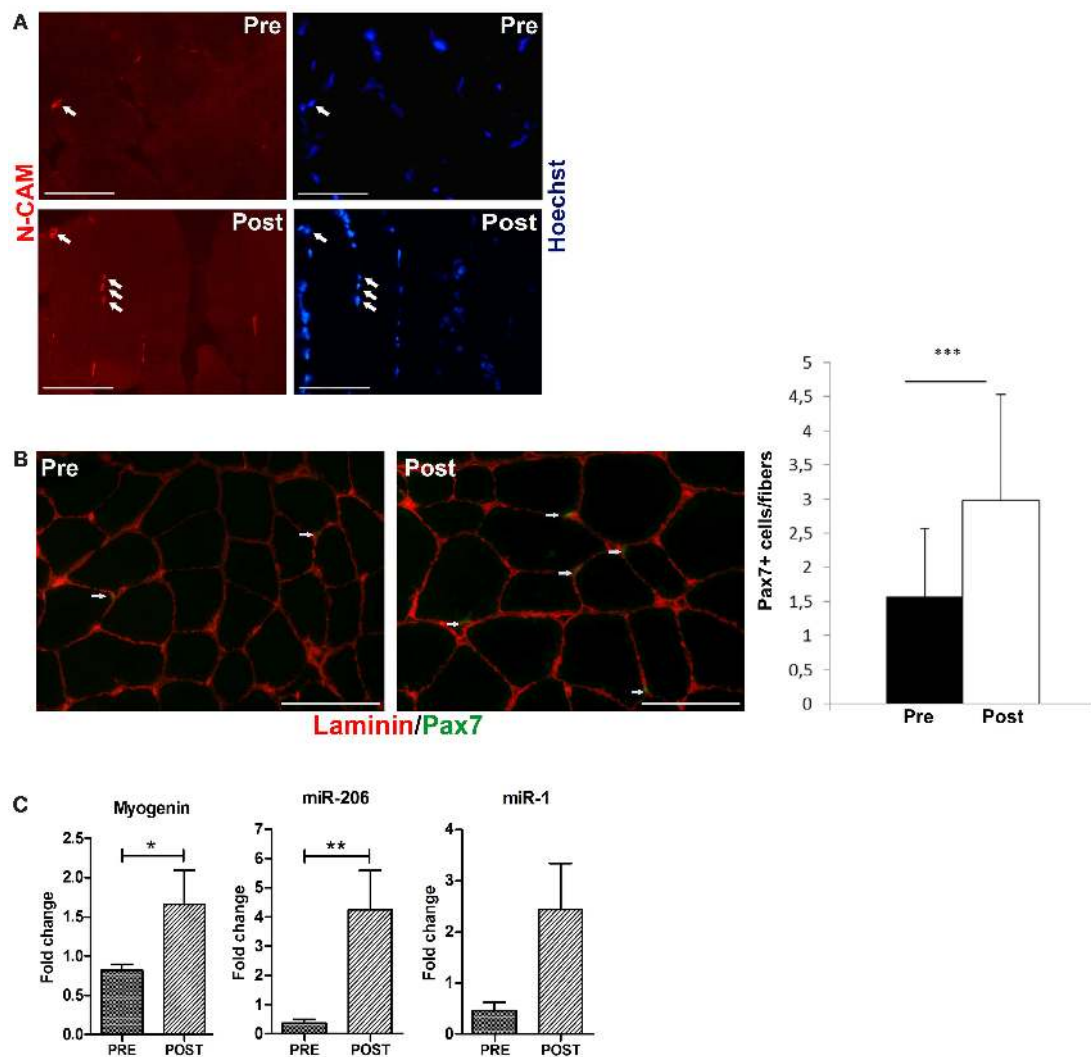 A
Pre
Pre
N-CAM
Hoechst
Post
Post
B
Pre
Post
Laminin/Pax7
***
Pax7+ cells/fibers
5
4,5
4
3,5
3
2,5
2
1,5
1
0,5
0
Pre
Post
C
Myogenin
*
Fold change
2.5
2.0
1.5
1.0
0.5
0.0
PRE
POST
miR-206
**
Fold change
7
6
5
4
3
2
1
0
PRE
POST
miR-1
Fold change
4
3
2
1
0
PRE
POST